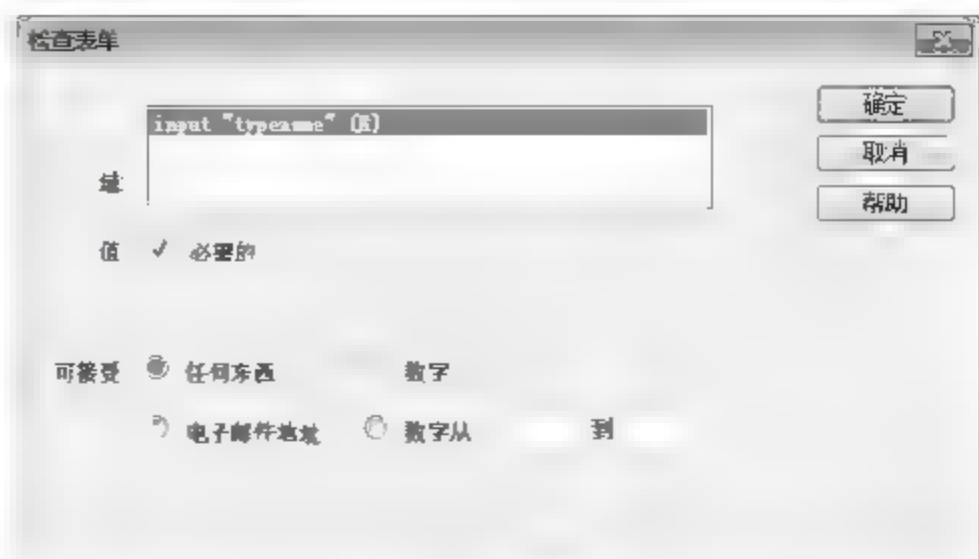 检查表单
input "typename" (R)
域:
值: 必要的
可接受: 任何东西 数字
电子邮件地址 数字从 到
确定
取消
帮助